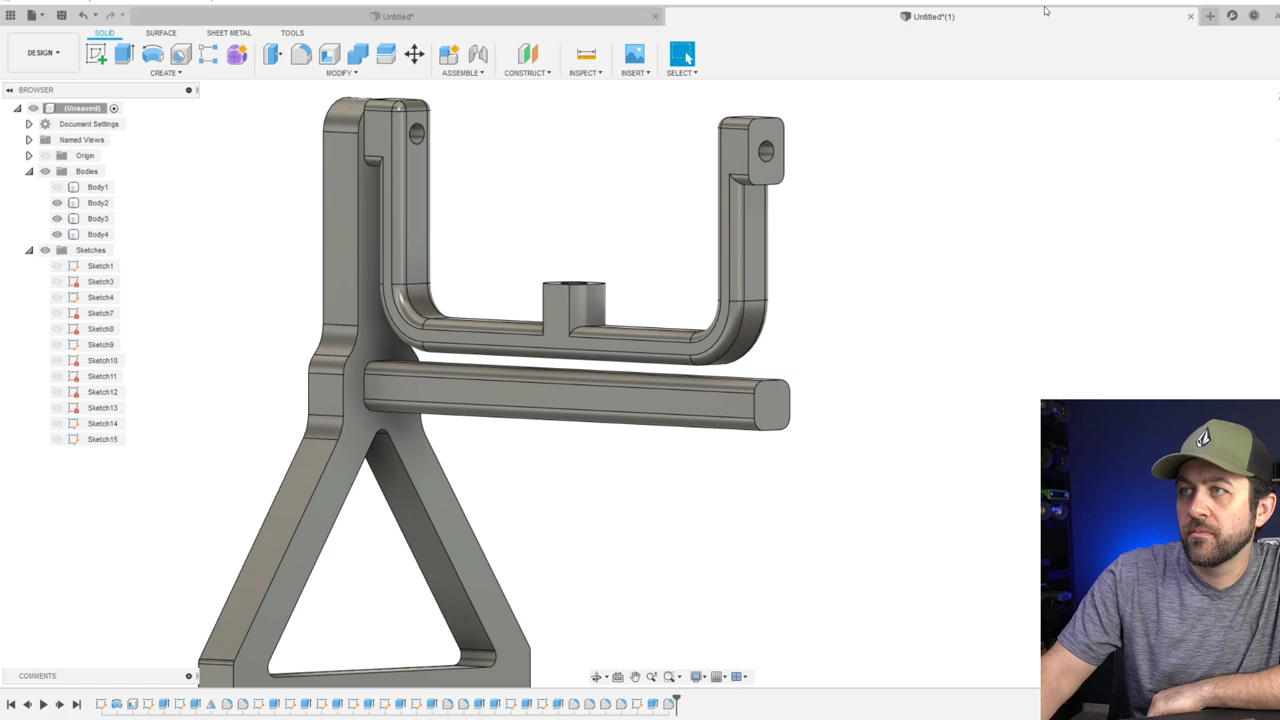 Untitled*
Untitled*(1)
SOLID
SURFACE
SHEET METAL
TOOLS
DESIGN
CREATE
MODIFY
ASSEMBLE
CONSTRUCT
INSPECT
INSERT
SELECT
BROWSER
(Unsaved)
Document Settings
Named Views
Origin
Bodies
Body1
Body2
Body3
Body4
Sketches
Sketch1
Sketch3
Sketch4
Sketch7
Sketch8
Sketch9
Sketch10
Sketch11
Sketch12
Sketch13
Sketch14
Sketch15
COMMENTS